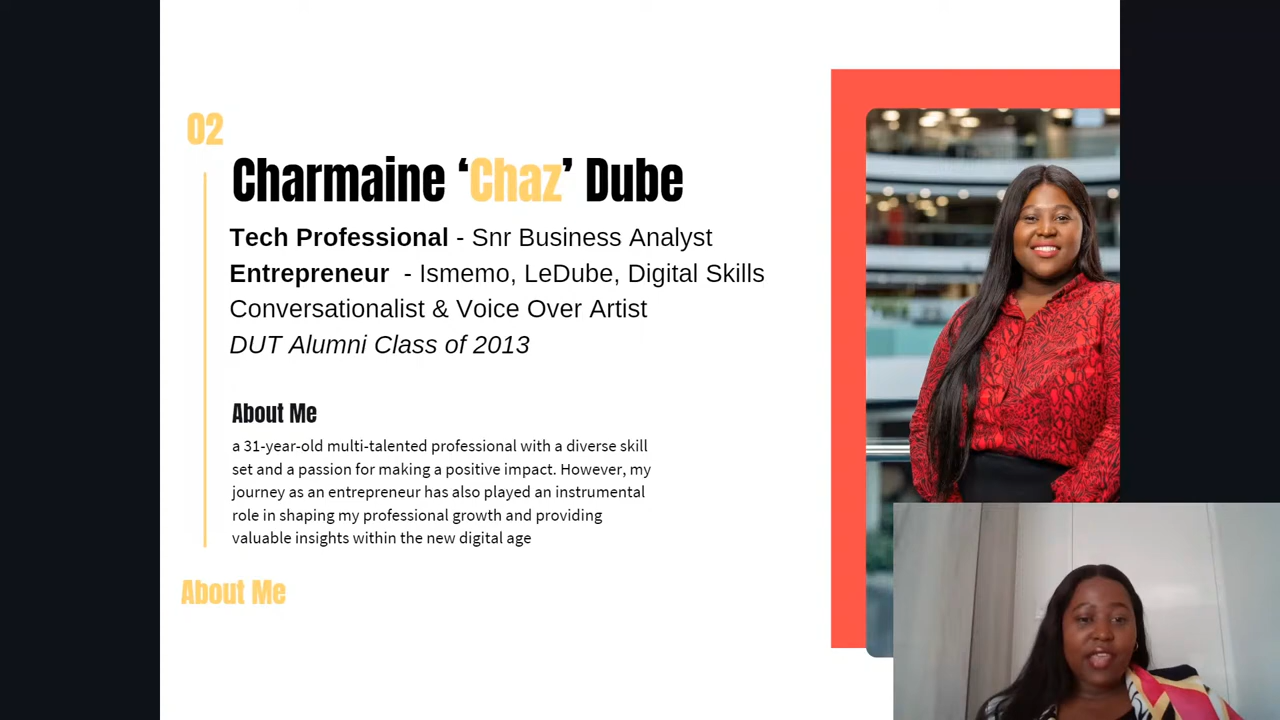 02
Charmaine ‘Chaz’ Dube
Tech Professional - Snr Business Analyst
Entrepreneur - Ismemo, LeDube, Digital Skills
Conversationalist & Voice Over Artist
DUT Alumni Class of 2013
About Me
a 31-year-old multi-talented professional with a diverse skill
set and a passion for making a positive impact. However, my
journey as an entrepreneur has also played an instrumental
role in shaping my professional growth and providing
valuable insights within the new digital age
About Me